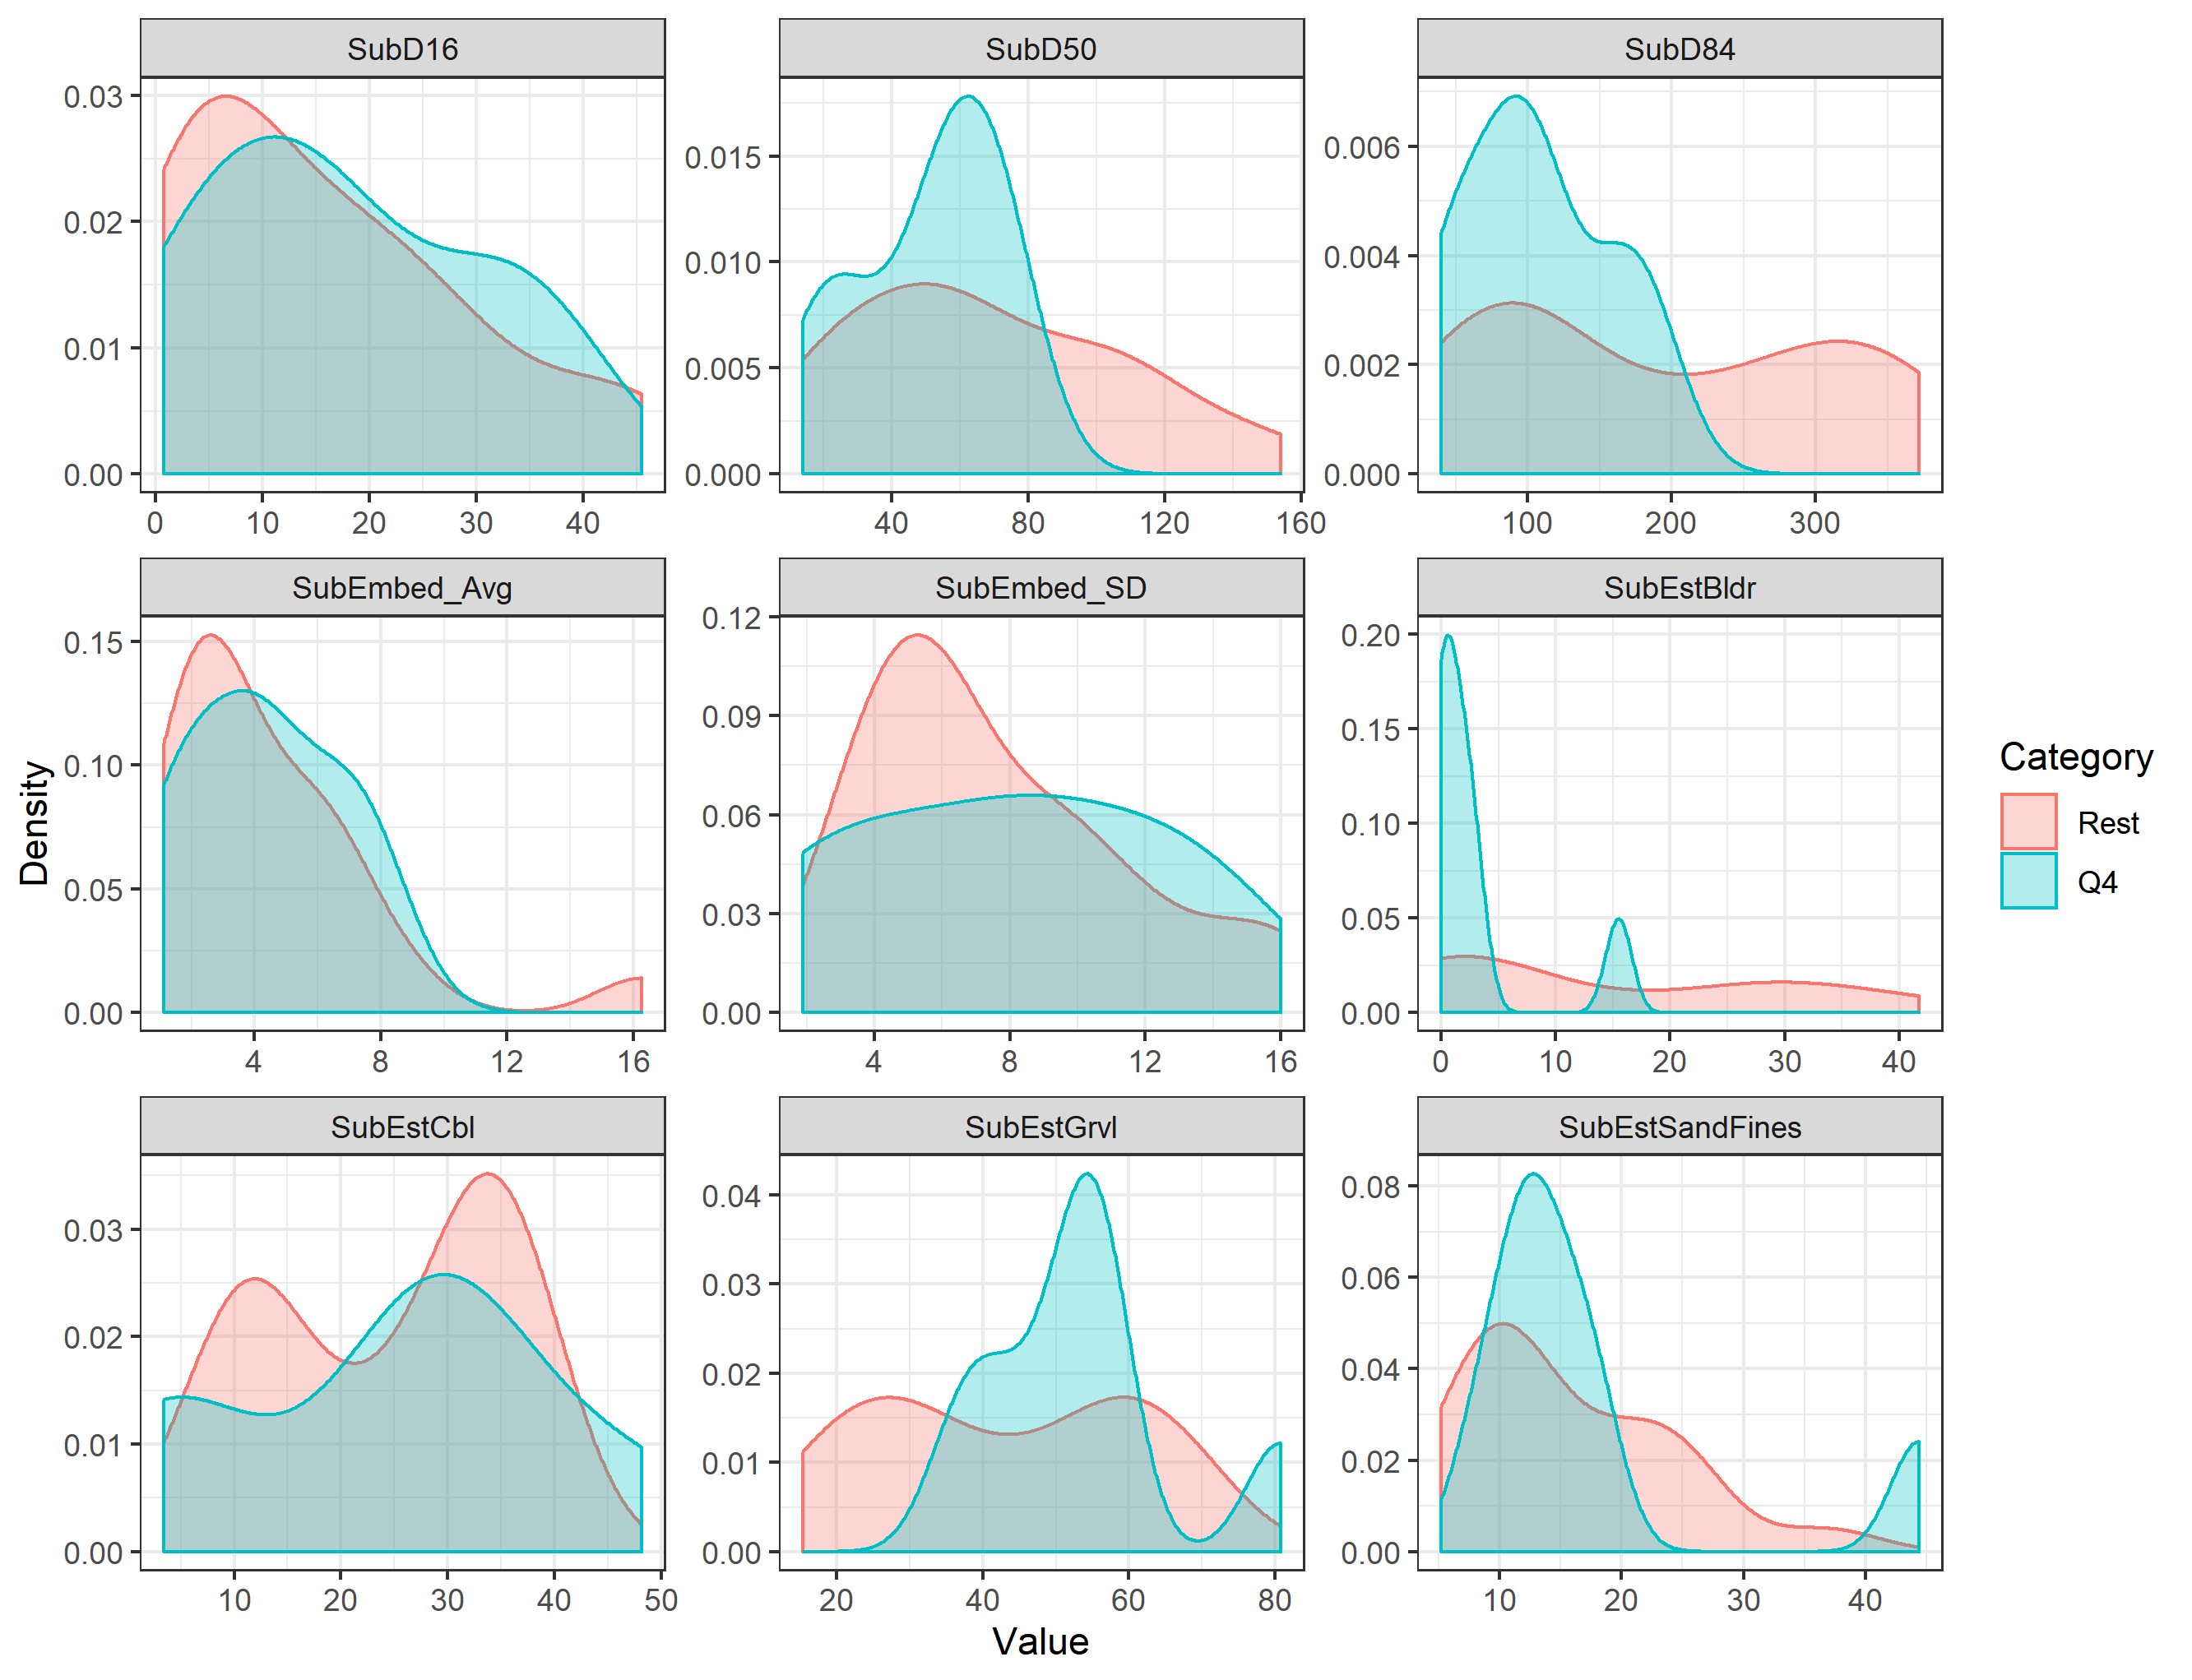 SubD16 SubD50 SubD84
0.03
0.02
0.01
0.00
0.015
0.010
0.005
0.000
0.006
0.004
0.002
0.000
0 10 20 30 40
40 80 120 160
100 200 300
SubEmbed_Avg SubEmbed_SD SubEstBldr
0.15
0.10
0.05
0.00
0.12
0.09
0.06
0.03
0.00
0.20
0.15
0.10
0.05
0.00
4 8 12 16
4 8 12 16
0 10 20 30 40
SubEstCbl SubEstGrvl SubEstSandFines
0.03
0.02
0.01
0.00
0.04
0.03
0.02
0.01
0.00
0.08
0.06
0.04
0.02
0.00
10 20 30 40 50
20 40 60 80
10 20 30 40
Density
Value
Category
Rest
Q4